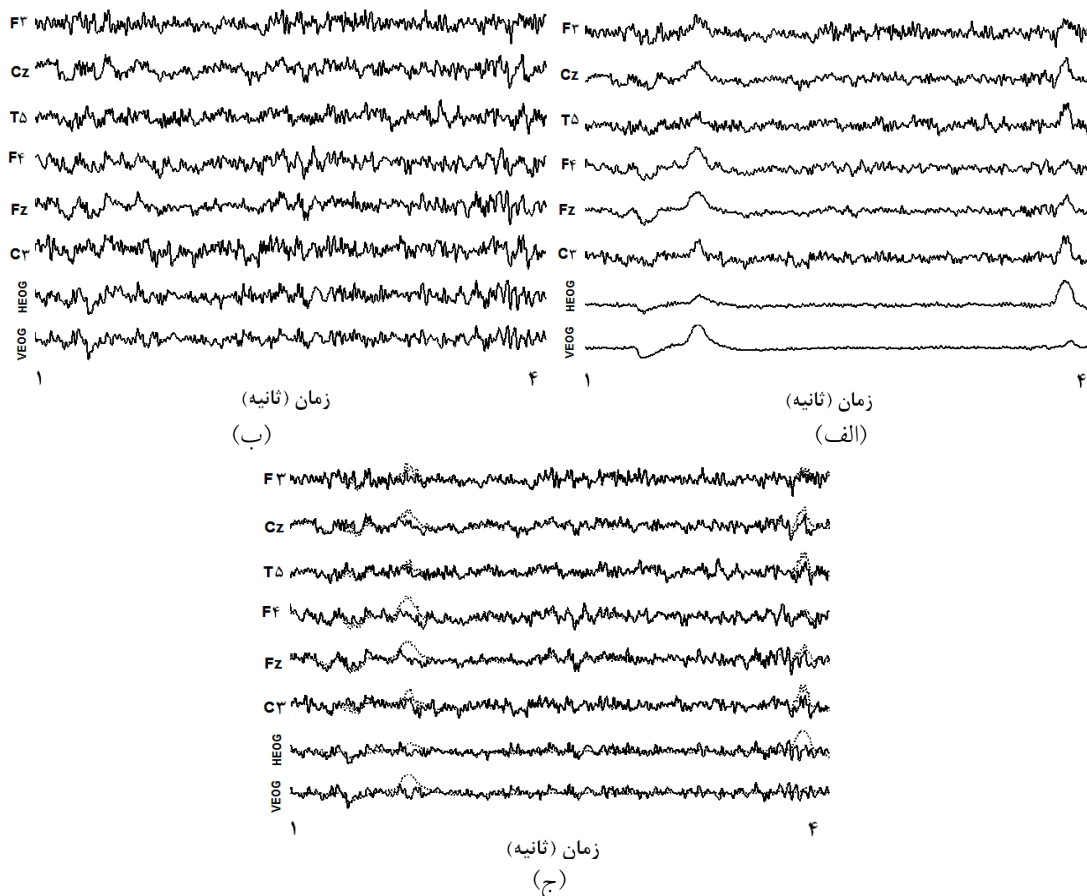 F۳
Cz
T۵
F۴
Fz
C۳
HEOG
VEOG
۱ ۴
زمان (ثانیه)
(الف)
F۳
Cz
T۵
F۴
Fz
C۳
HEOG
VEOG
۱ ۴
زمان (ثانیه)
(ب)
F۳
Cz
T۵
F۴
Fz
C۳
HEOG
VEOG
۱ ۴
زمان (ثانیه)
(ج)